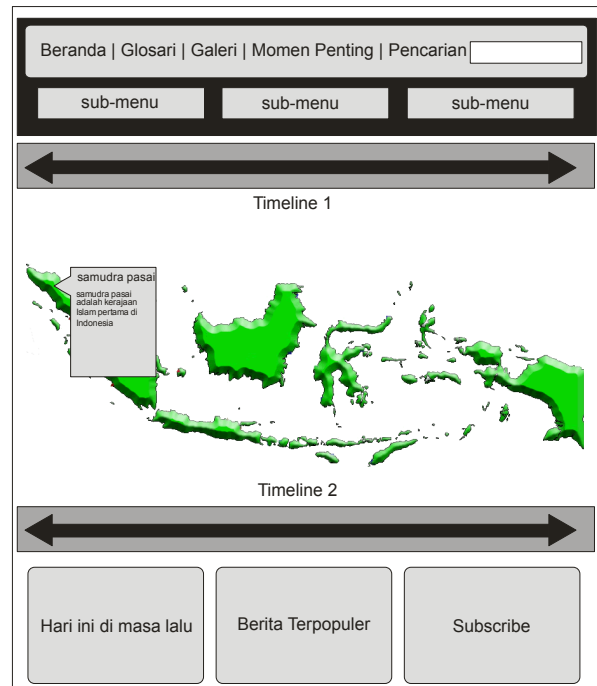 Beranda | Glosari | Galeri | Momen Penting | Pencarian
sub-menu
sub-menu
sub-menu
Timeline 1
samudra pasai
samudra pasai
adalah kerajaan
Islam pertama di
Indonesia
Timeline 2
Hari ini di masa lalu
Berita Terpopuler
Subscribe